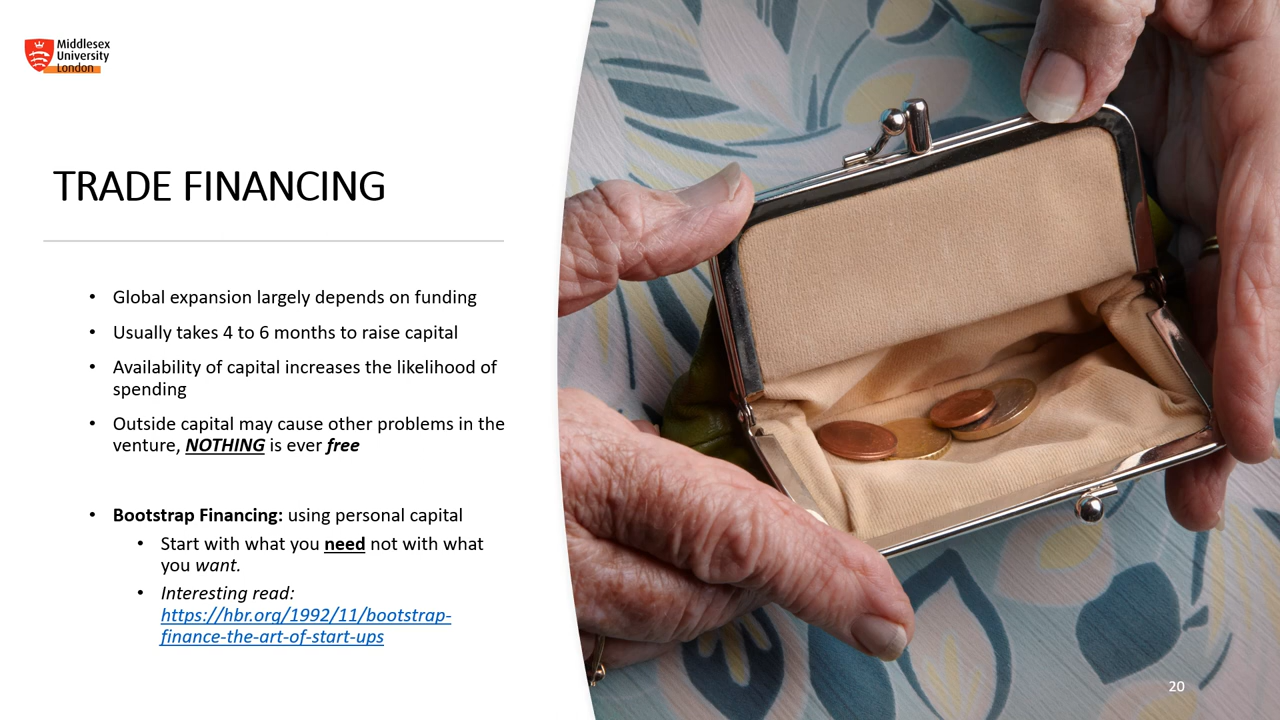 Middlesex
University
London
TRADE FINANCING
• Global expansion largely depends on funding
• Usually takes 4 to 6 months to raise capital
• Availability of capital increases the likelihood of
spending
• Outside capital may cause other problems in the
venture, NOTHING is ever free
• Bootstrap Financing: using personal capital
• Start with what you need not with what
you want.
• Interesting read:
https://hbr.org/1992/11/bootstrap-
finance-the-art-of-start-ups
20